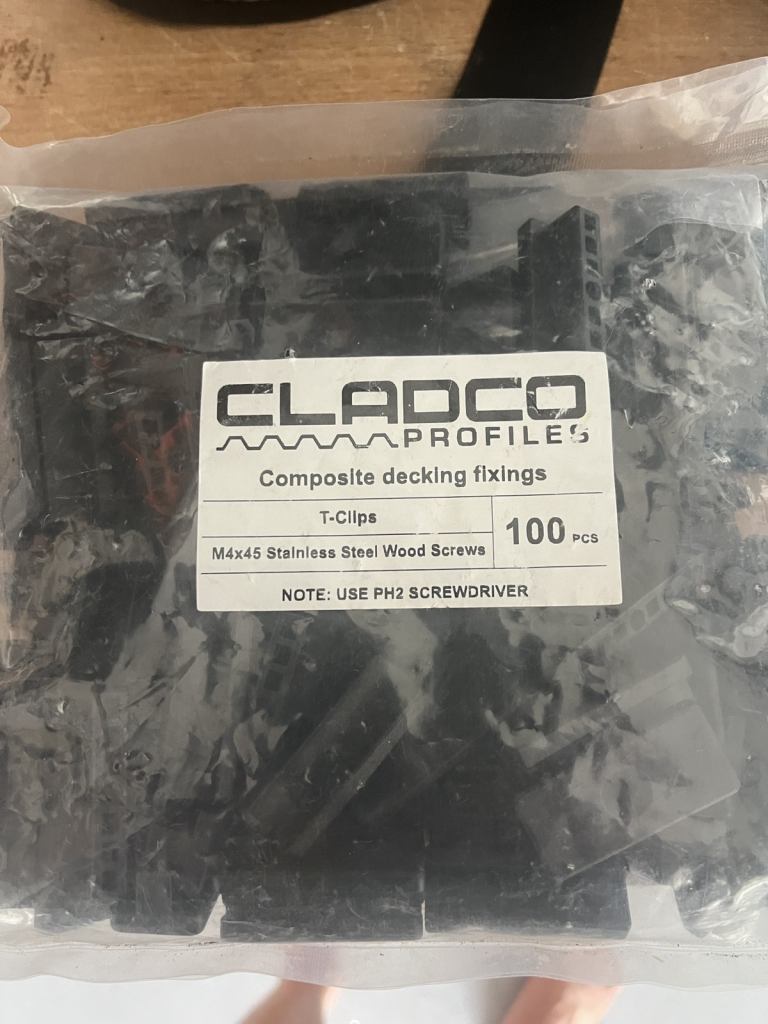 CLADCO
PROFILES
Composite decking fixings
T-Clips
M4x45 Stainless Steel Wood Screws
100 PCS
NOTE: USE PH2 SCREWDRIVER